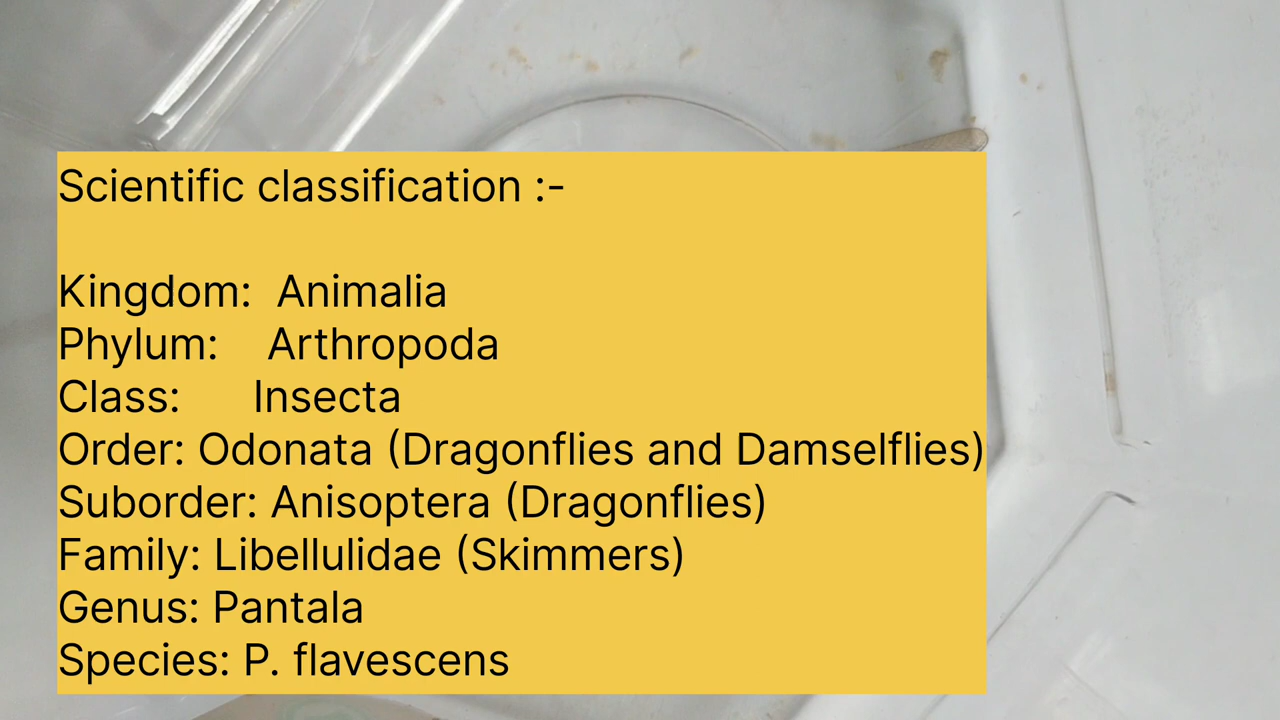 Scientific classification :-
Kingdom: Animalia
Phylum: Arthropoda
Class: Insecta
Order: Odonata (Dragonflies and Damselflies)
Suborder: Anisoptera (Dragonflies)
Family: Libellulidae (Skimmers)
Genus: Pantala
Species: P. flavescens